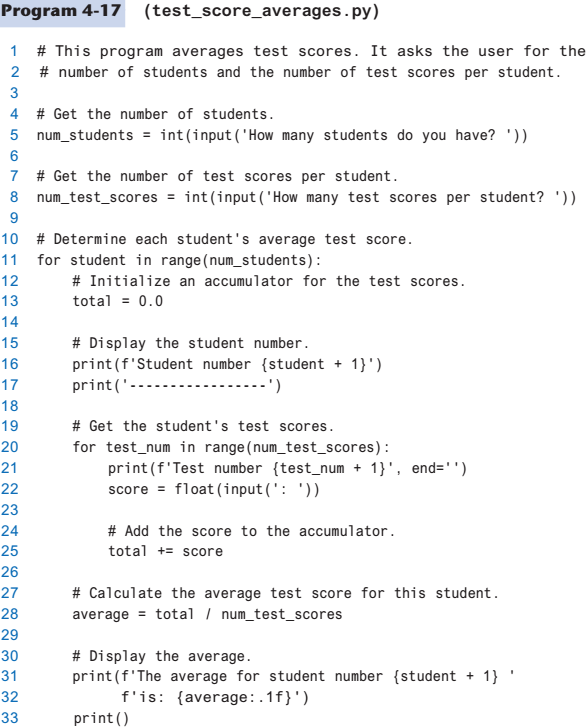 Program 4-17 (test_score_averages.py)
1 # This program averages test scores. It asks the user for the
2 # number of students and the number of test scores per student.
3
4 # Get the number of students.
5 num_students = int(input('How many students do you have? '))
6
7 # Get the number of test scores per student.
8 num_test_scores = int(input('How many test scores per student? '))
9
10 # Determine each student's average test score.
11 for student in range(num_students):
12     # Initialize an accumulator for the test scores.
13     total = 0.0
14
15     # Display the student number.
16     print(f'Student number {student + 1}')
17     print('-----------------')
18
19     # Get the student's test scores.
20     for test_num in range(num_test_scores):
21         print(f'Test number {test_num + 1}', end='')
22         score = float(input(': '))
23
24         # Add the score to the accumulator.
25         total += score
26
27     # Calculate the average test score for this student.
28     average = total / num_test_scores
29
30     # Display the average.
31     print(f'The average for student number {student + 1} '
32           f'is: {average:.1f}')
33     print()